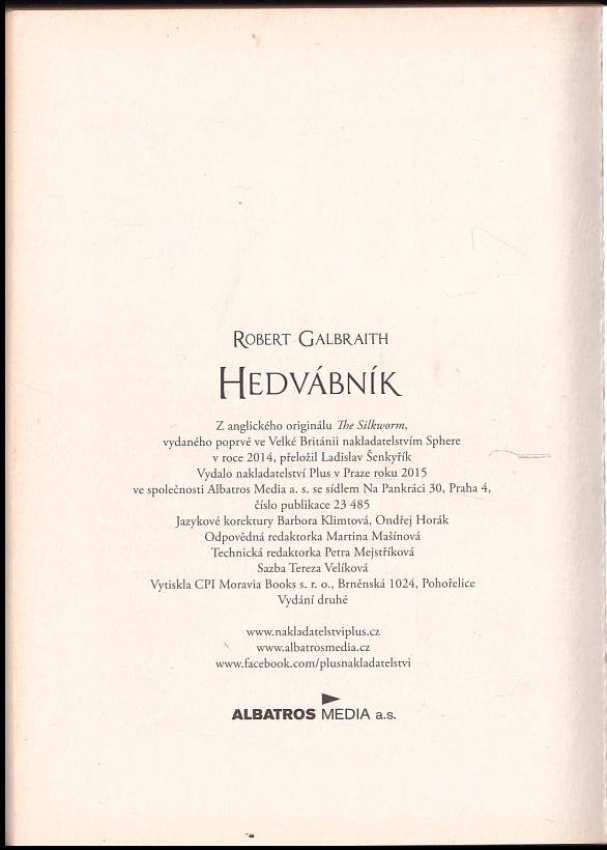 Robert Galbraith
Hedvábník
Z anglického originálu The Silkworm,
vydaného poprvé ve Velké Británii nakladatelstvím Sphere
v roce 2014, přeložil Ladislav Šenkyřík
Vydalo nakladatelství Plus v Praze roku 2015
ve společnosti Albatros Media a. s. se sídlem Na Pankráci 30, Praha 4,
číslo publikace 23 485
Jazykové korektury Barbora Klimtová, Ondřej Horák
Odpovědná redaktorka Martina Mašínová
Technická redaktorka Petra Mejstříková
Sazba Tereza Velíková
Vytiskla CPI Moravia Books s. r. o., Brněnská 1024, Pohořelice
Vydání druhé
www.nakladatelstviplus.cz
www.albatrosmedia.cz
www.facebook.com/plusnakladatelstvi
ALBATROS MEDIA a.s.